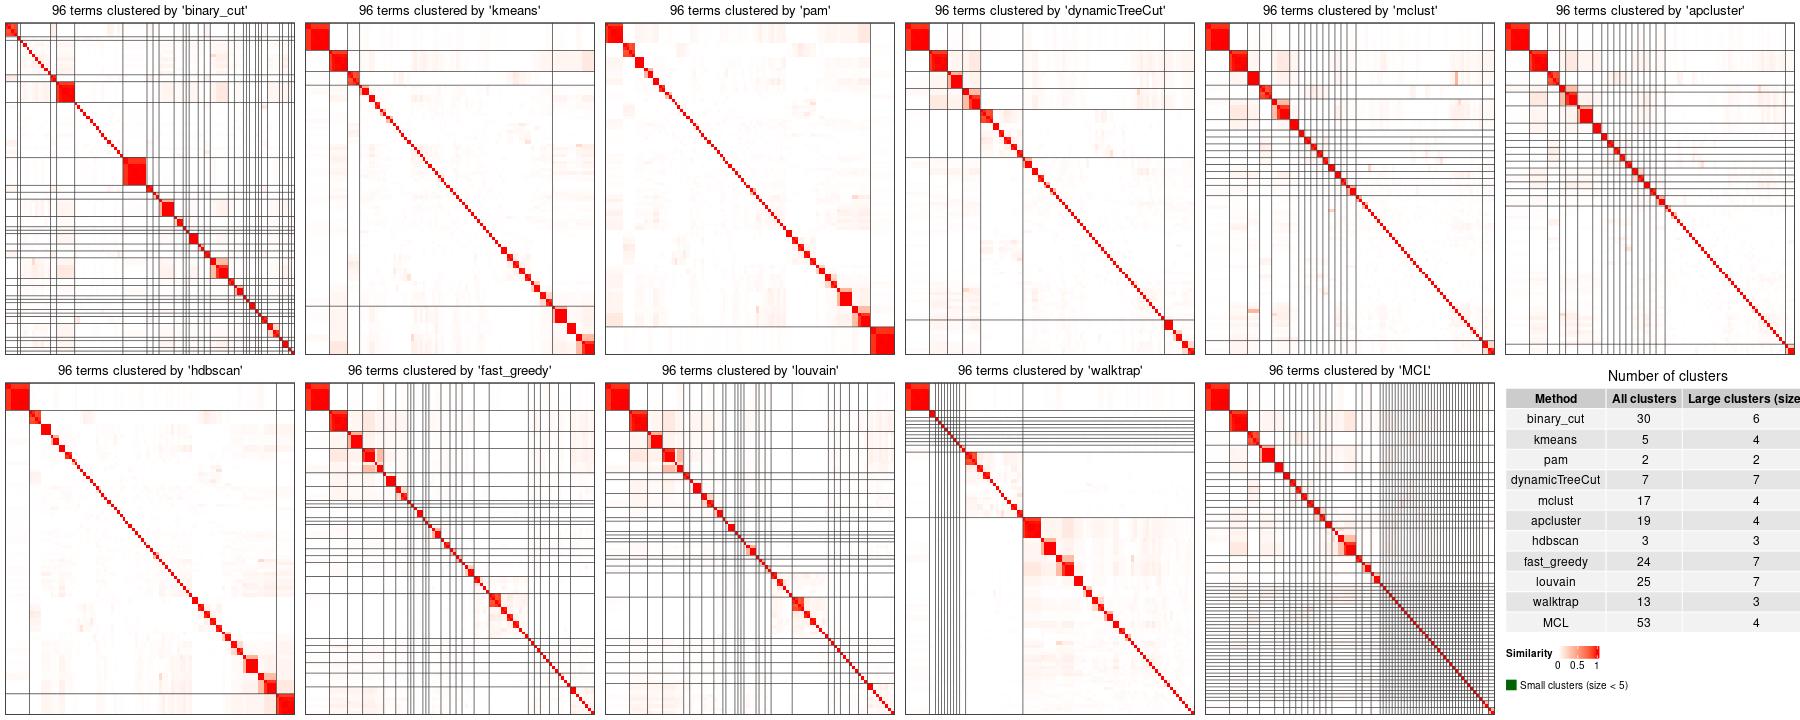 96 terms clustered by 'binary_cut'
96 terms clustered by 'kmeans'
96 terms clustered by 'pam'
96 terms clustered by 'dynamicTreeCut'
96 terms clustered by 'mclust'
96 terms clustered by 'apcluster'
96 terms clustered by 'hdbscan'
96 terms clustered by 'fast_greedy'
96 terms clustered by 'louvain'
96 terms clustered by 'walktrap'
96 terms clustered by 'MCL'
Number of clusters
Method All clusters Large clusters (size
binary_cut 30 6
kmeans 5 4
pam 2 2
dynamicTreeCut 7 7
mclust 17 4
apcluster 19 4
hdbscan 3 3
fast_greedy 24 7
louvain 25 7
walktrap 13 3
MCL 53 4
Similarity
0 0.5 1
Small clusters (size < 5)